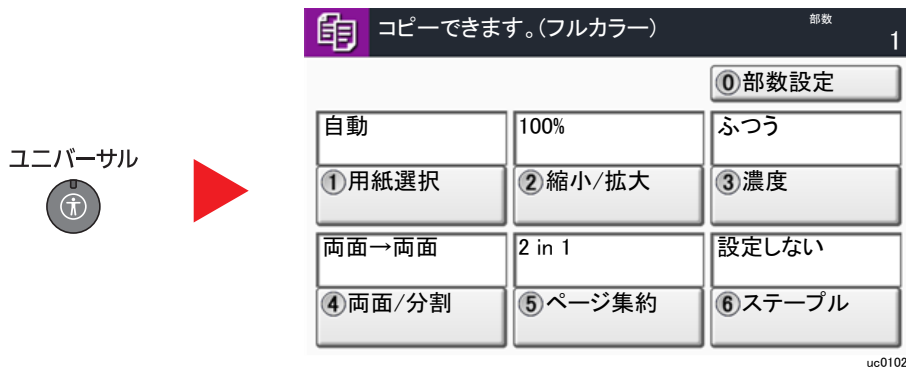 コピーできます。(フルカラー)
部数
1
⓪部数設定
自動
100%
ふつう
ユニバーサル
①用紙選択
②縮小/拡大
③濃度
両面→両面
2 in 1
設定しない
④両面/分割
⑤ページ集約
⑥ステープル
uc0102